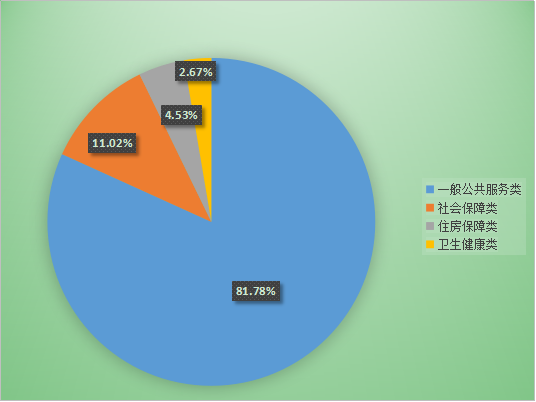 2.67%
4.53%
11.02%
81.78%
一般公共服务类
社会保障类
住房保障类
卫生健康类